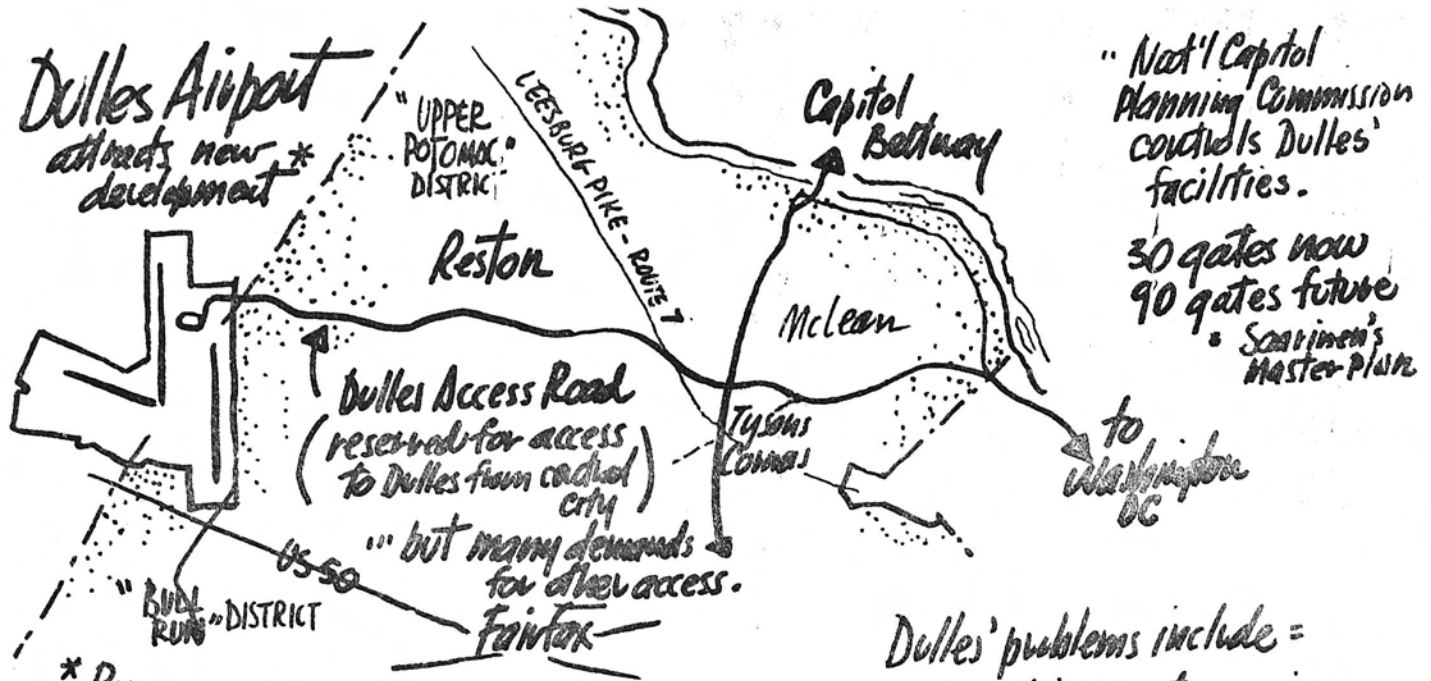 Dulles Airport
attracts new
development *
"UPPER
POTOMAC"
DISTRICT
LEESBURG PIKE - ROUTE 7
Capitol
Beltway
" Nat'l Capitol
Planning Commission
controls Dulles'
facilities.
30 gates now
90 gates future
• Saarinen's
Master Plan
Reston
McLean
Dulles Access Road
(reserved for access
to Dulles from central
city)
... but many demands
for other access.
Tysons
Corners
to
Washington
DC
US-50
"BULL
RUN" DISTRICT
Fairfax
Dulles' problems include =